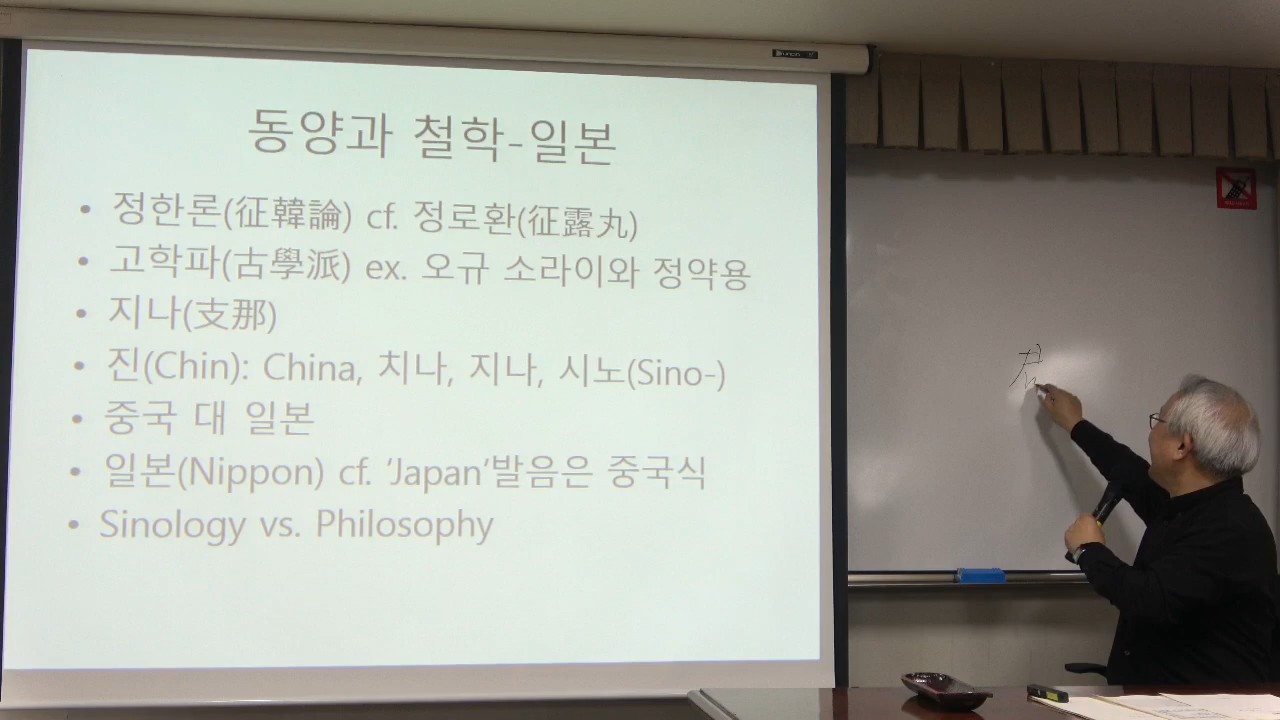 동양과 철학-일본
• 정한론(征韓論) cf. 정로환(征露丸)
• 고학파(古學派) ex. 오규 소라이와 정약용
• 지나(支那)
• 진(Chin): China, 치나, 지나, 시노(Sino-)
• 중국 대 일본
• 일본(Nippon) cf. 'Japan'발음은 중국식
• Sinology vs. Philosophy